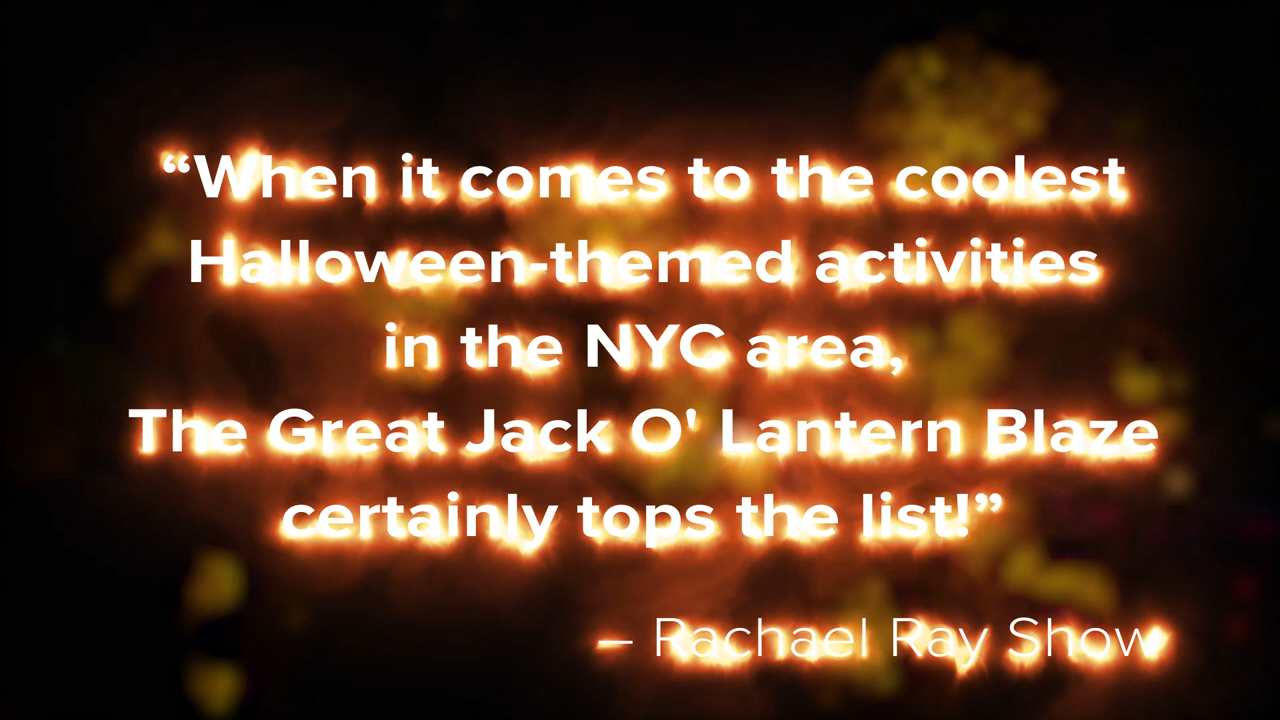 “When it comes to the coolest
Halloween-themed activities
in the NYC area,
The Great Jack O' Lantern Blaze
certainly tops the list!”
– Rachael Ray Show